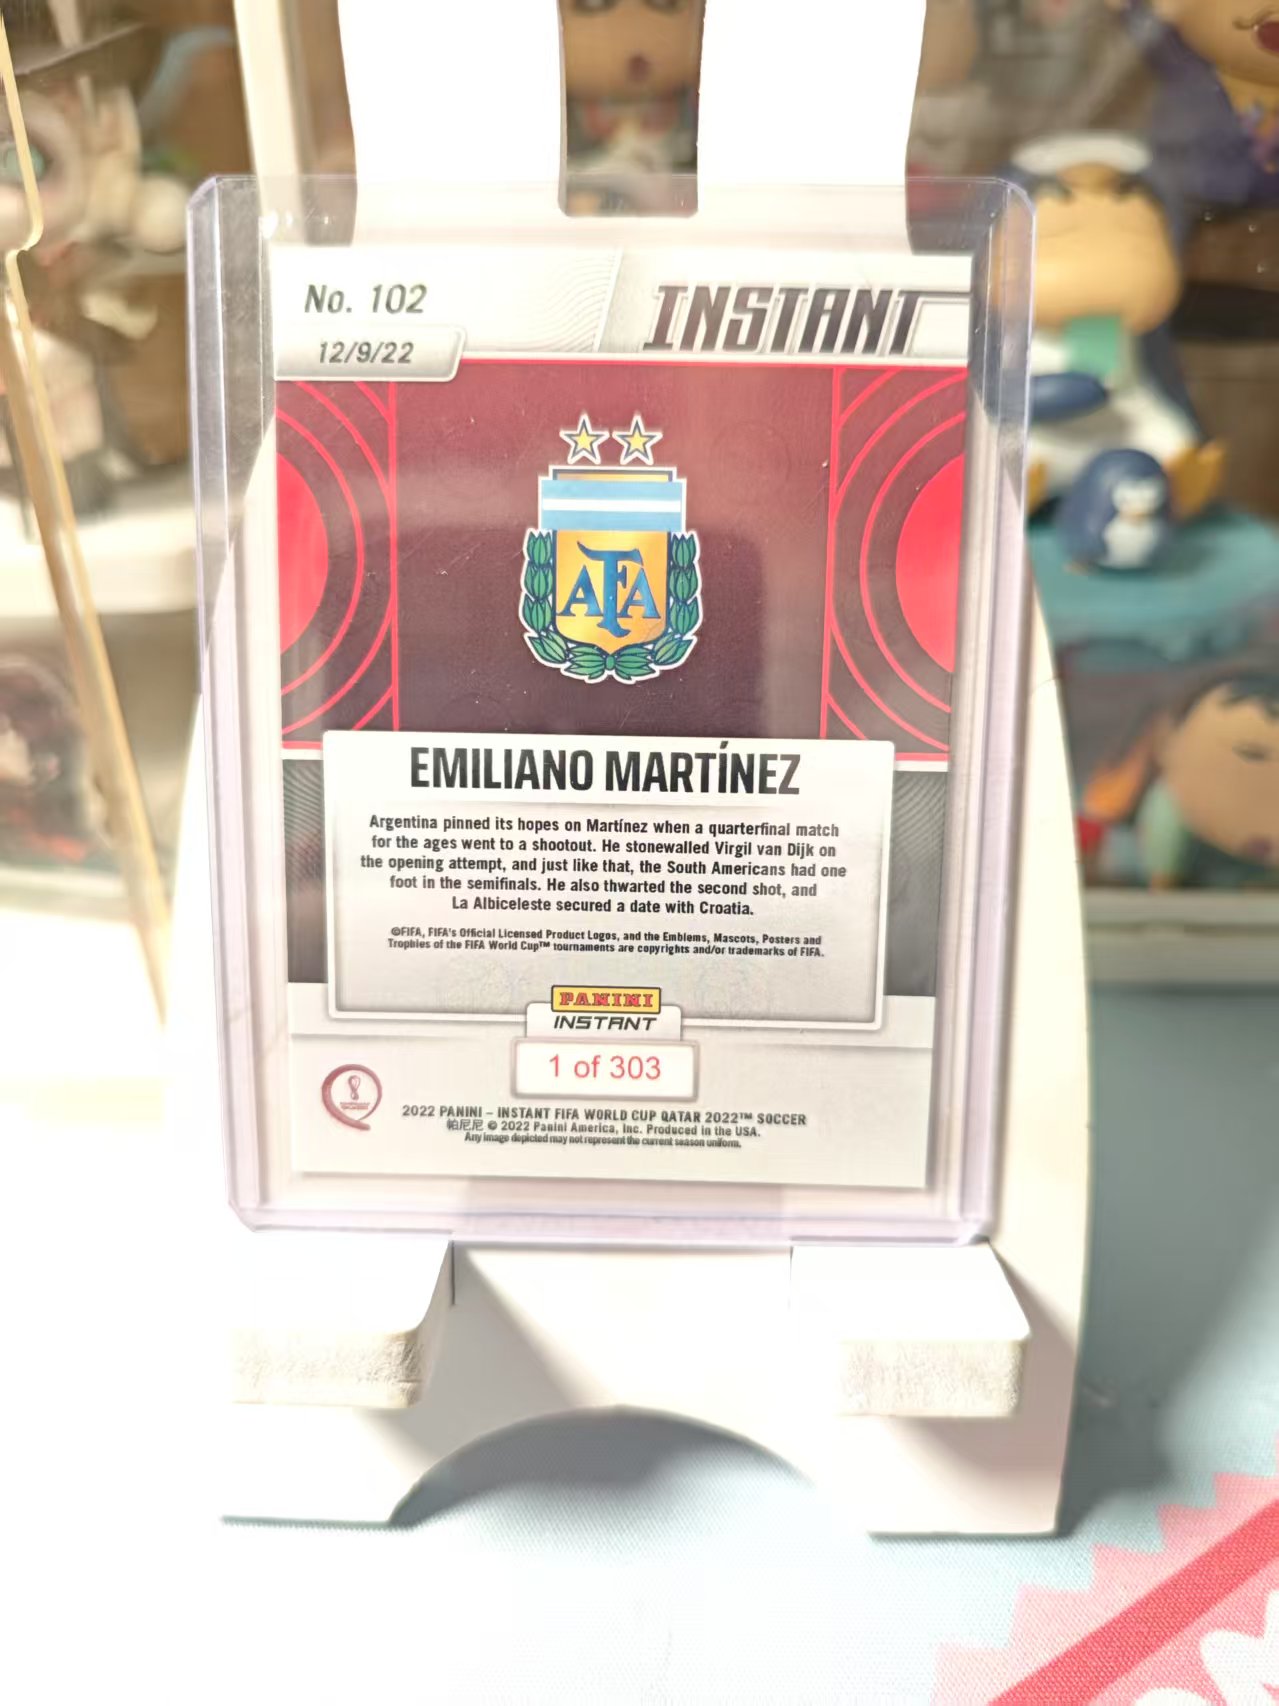 No. 102
INSTANT
12/9/22
AFA
EMILIANO MARTÍNEZ
Argentina pinned its hopes on Martínez when a quarterfinal match
for the ages went to a shootout. He stonewalled Virgil van Dijk on
the opening attempt, and just like that, the South Americans had one
foot in the semifinals. He also thwarted the second shot, and
La Albiceleste secured a date with Croatia.
©FIFA, FIFA's Official Licensed Product Logos, and the Emblems, Mascots, Posters and
Trophies of the FIFA World Cup™ tournaments are copyrights and/or trademarks of FIFA.
PANINI
INSTANT
1 of 303
2022 PANINI – INSTANT FIFA WORLD CUP QATAR 2022™ SOCCER
帕尼尼 © 2022 Panini America, Inc. Produced in the USA.
Any image depicted may not represent the current season uniform.